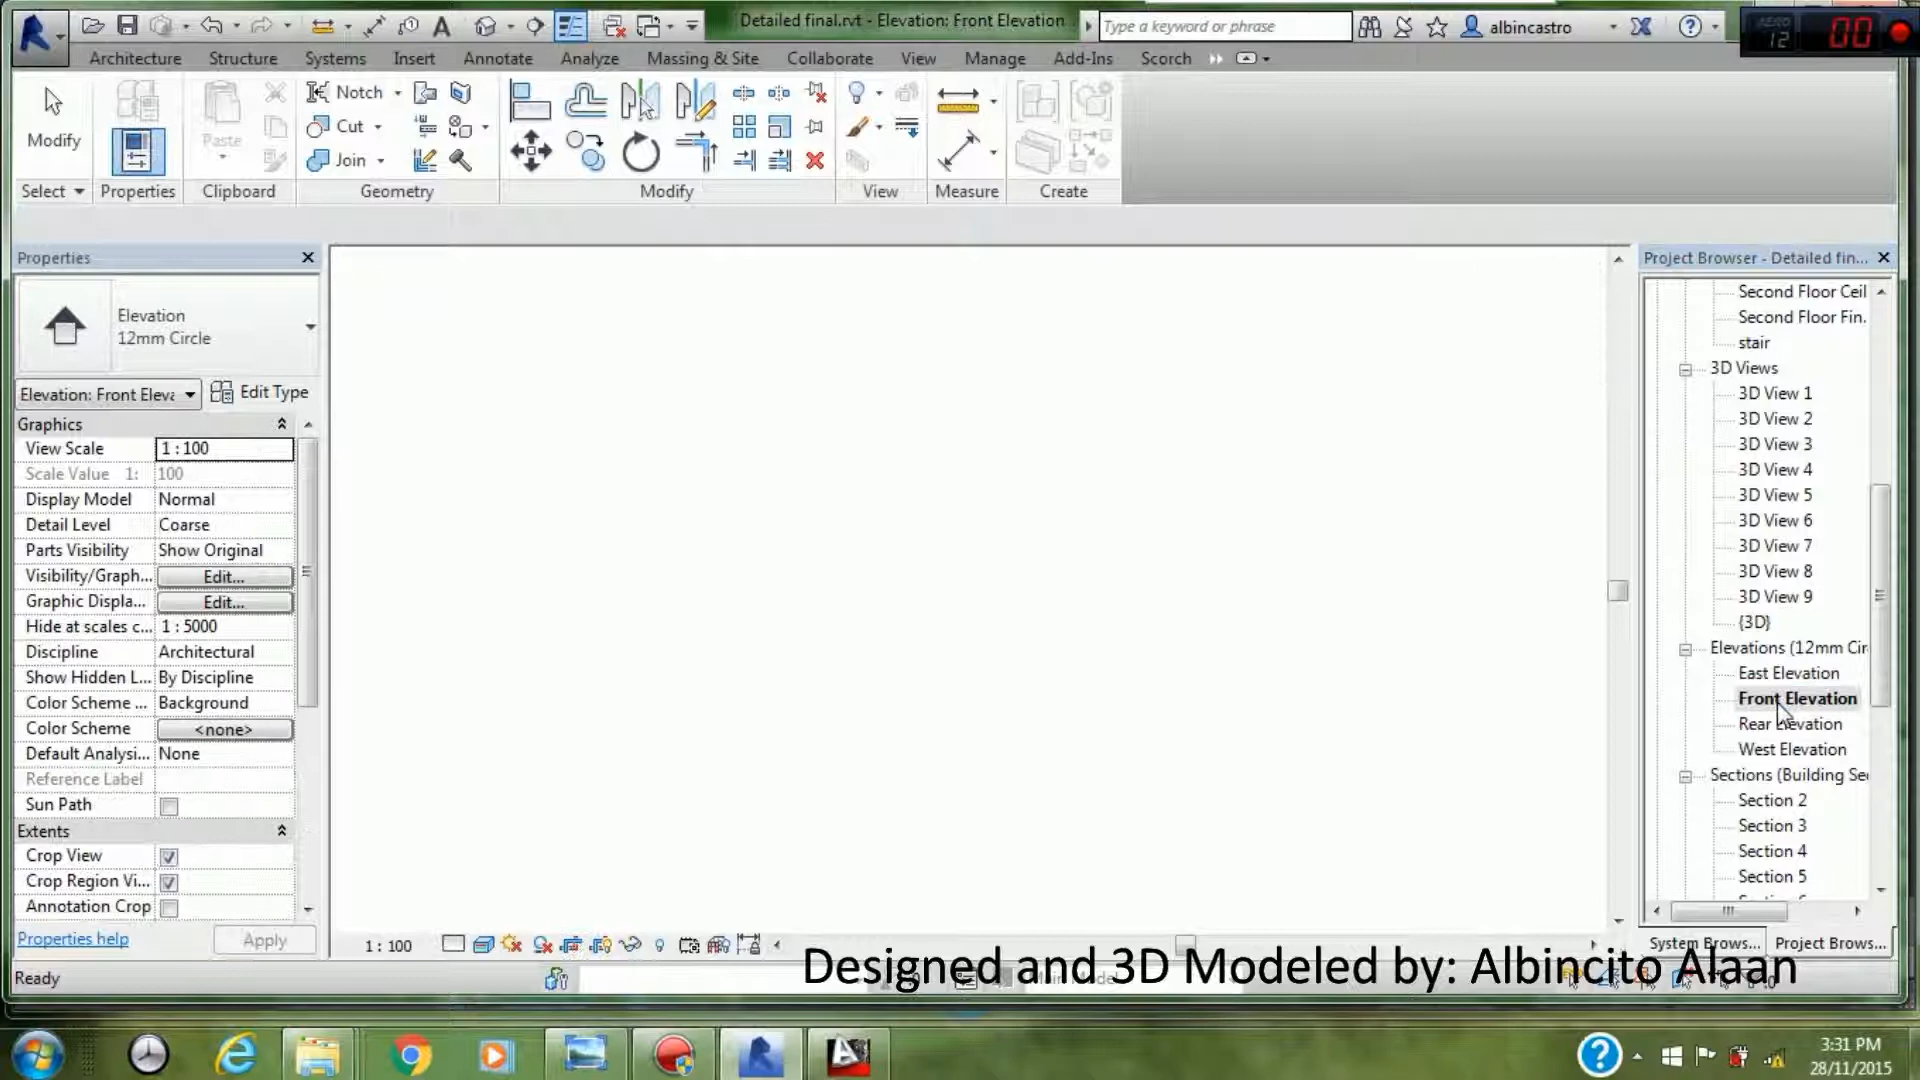 Detailed final.rvt - Elevation: Front Elevation
Type a keyword or phrase
albincastro
12
00
Architecture Structure Systems Insert Annotate Analyze Massing & Site Collaborate View Manage Add-Ins Scorch
Modify
Paste
Notch
Cut
Join
Select Properties Clipboard Geometry Modify View Measure Create
Properties
Elevation
12mm Circle
Elevation: Front Eleva
Edit Type
Graphics
View Scale 1 : 100
Scale Value 1: 100
Display Model Normal
Detail Level Coarse
Parts Visibility Show Original
Visibility/Graph... Edit...
Graphic Displa... Edit...
Hide at scales c... 1 : 5000
Discipline Architectural
Show Hidden L... By Discipline
Color Scheme ... Background
Color Scheme <none>
Default Analysi... None
Reference Label
Sun Path
Extents
Crop View
Crop Region Vi...
Annotation Crop
Properties help
Apply
1 : 100
Ready
Project Browser - Detailed fin...
Second Floor Ceil
Second Floor Fin.
stair
3D Views
3D View 1
3D View 2
3D View 3
3D View 4
3D View 5
3D View 6
3D View 7
3D View 8
3D View 9
{3D}
Elevations (12mm Cir
East Elevation
Front Elevation
Rear Elevation
West Elevation
Sections (Building Se
Section 2
Section 3
Section 4
Section 5
System Brows... Project Brows...
Designed and 3D Modeled by: Albincito Alaan
3:31 PM
28/11/2015